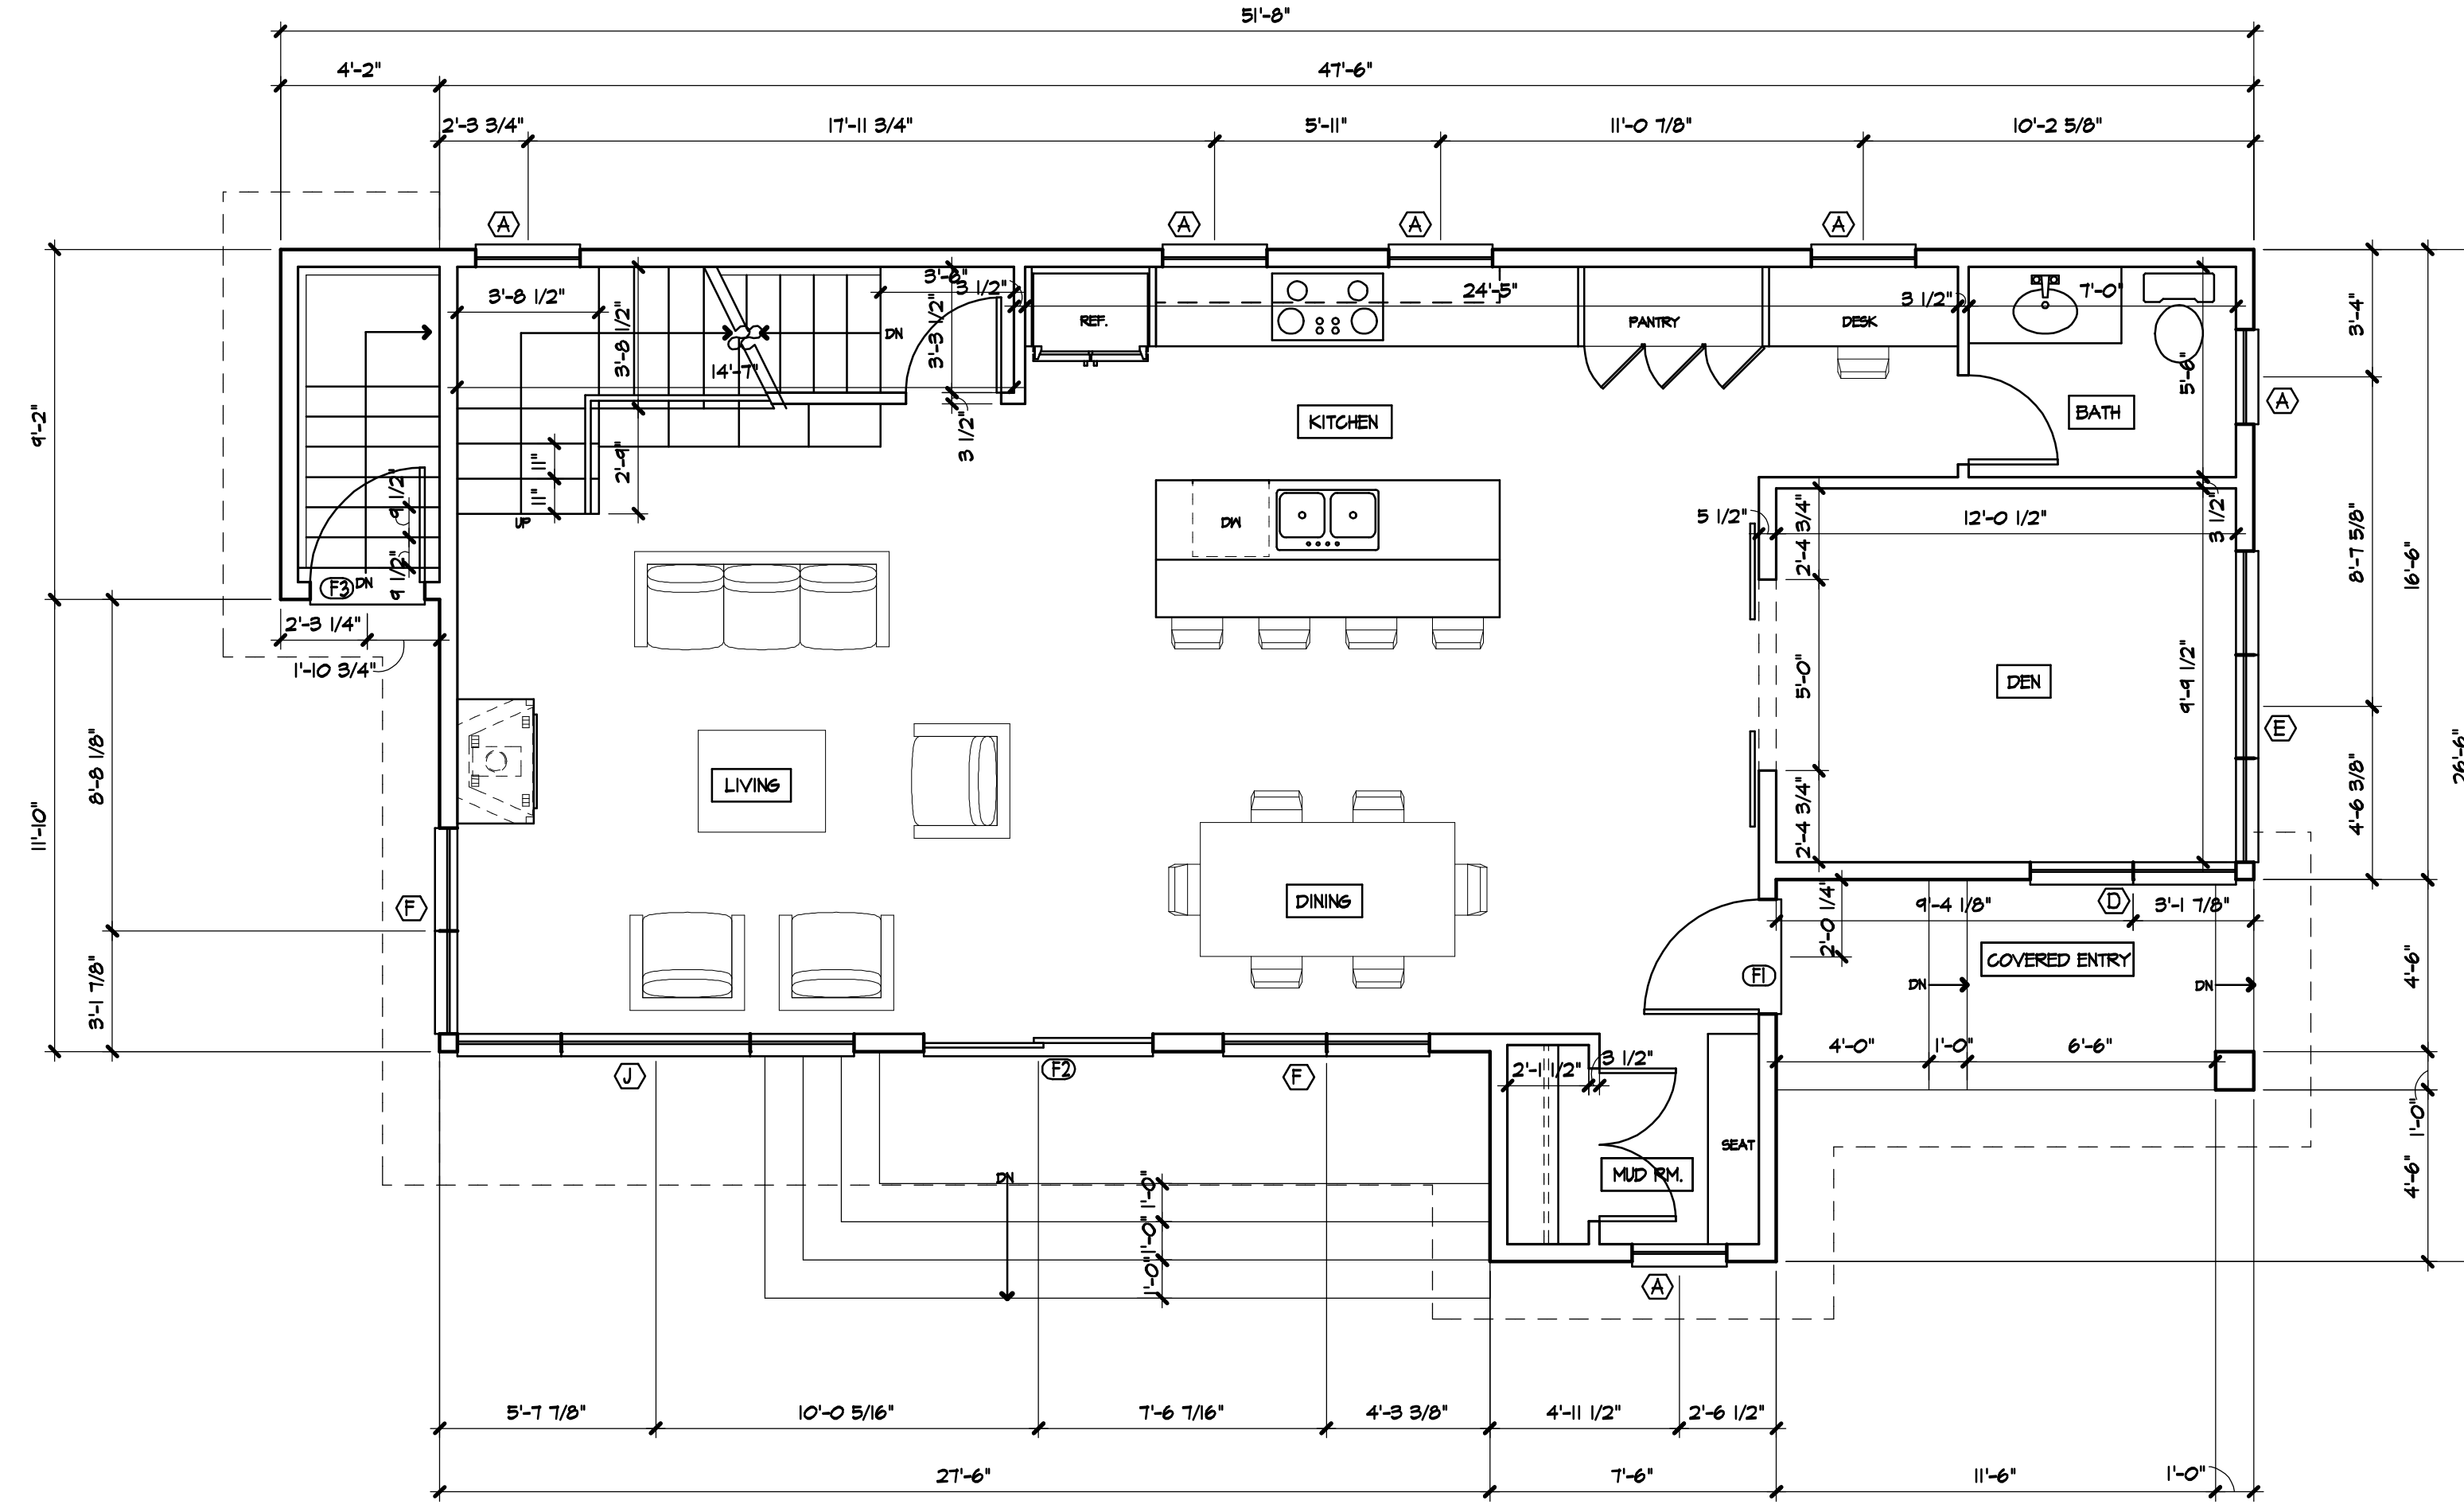 51'-8"
4'-2" 47'-6"
2'-3 3/4" 17'-11 3/4" 5'-11" 11'-0 7/8" 10'-2 5/8"
A A A A
3'-8 1/2" 3'-6" 3 1/2" 24'-5" 3 1/2" 7'-0"
REF. PANTRY DESK
DN
3'-8 1/2" 3'-3 1/2" 3'-4"
14'-7"
5'-6"
A
9'-2"
KITCHEN BATH
3 1/2"
2'-9"
11"
11"
9 1/2"
UP
DW
5 1/2" 2'-4 3/4" 12'-0 1/2" 3 1/2"
8'-7 5/8" 16'-6"
F3 DN 9 1/2"
2'-3 1/4"
1'-10 3/4"
5'-0" DEN 9'-9 1/2"
E
26'-6"
8'-8 1/8"
LIVING
11'-10"
2'-4 3/4" 4'-6 3/8"
F
DINING
D
9'-4 1/8" 3'-1 7/8"
2'-0 1/4"
COVERED ENTRY
F1
DN DN
3'-1 7/8" 4'-6"
4'-0" 1'-0" 6'-6"
J F2 F
2'-1 1/2" 3 1/2"
1'-0"
SEAT
MUD RM.
4'-6"
DN
1'-0"
1'-0"
1'-0"
A
5'-7 7/8" 10'-0 5/16" 7'-6 7/16" 4'-3 3/8" 4'-11 1/2" 2'-6 1/2"
27'-6" 7'-6" 11'-6" 1'-0"